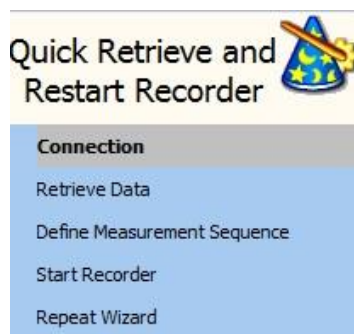 Quick Retrieve and
Restart Recorder
Connection
Retrieve Data
Define Measurement Sequence
Start Recorder
Repeat Wizard